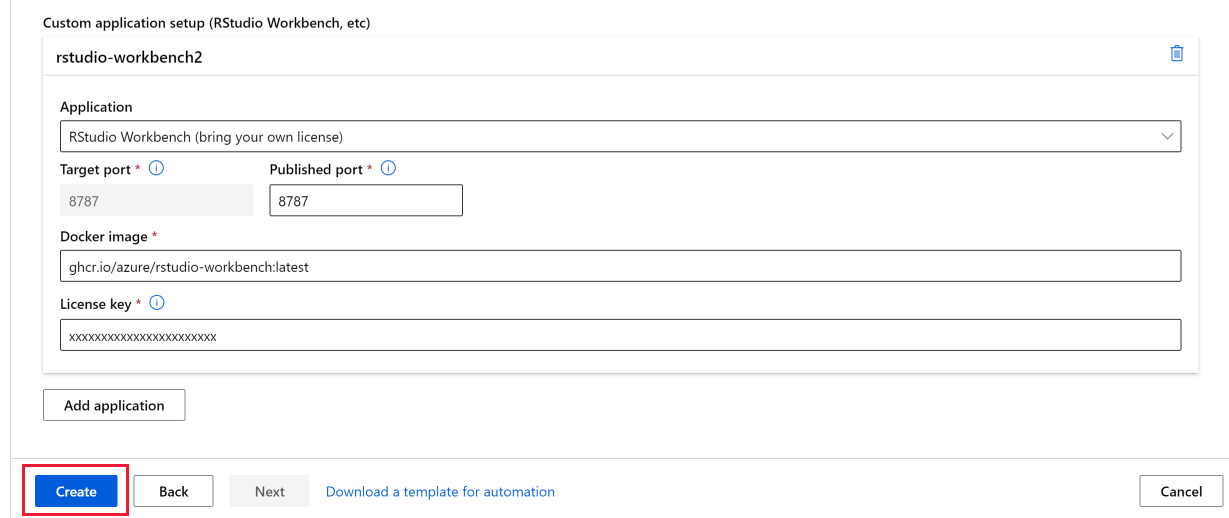 Custom application setup (RStudio Workbench, etc)
rstudio-workbench2
Application
RStudio Workbench (bring your own license)
Target port * Published port *
8787 8787
Docker image *
ghcr.io/azure/rstudio-workbench:latest
License key *
xxxxxxxxxxxxxxxxxxxxxxx
Add application
Create Back Next Download a template for automation Cancel